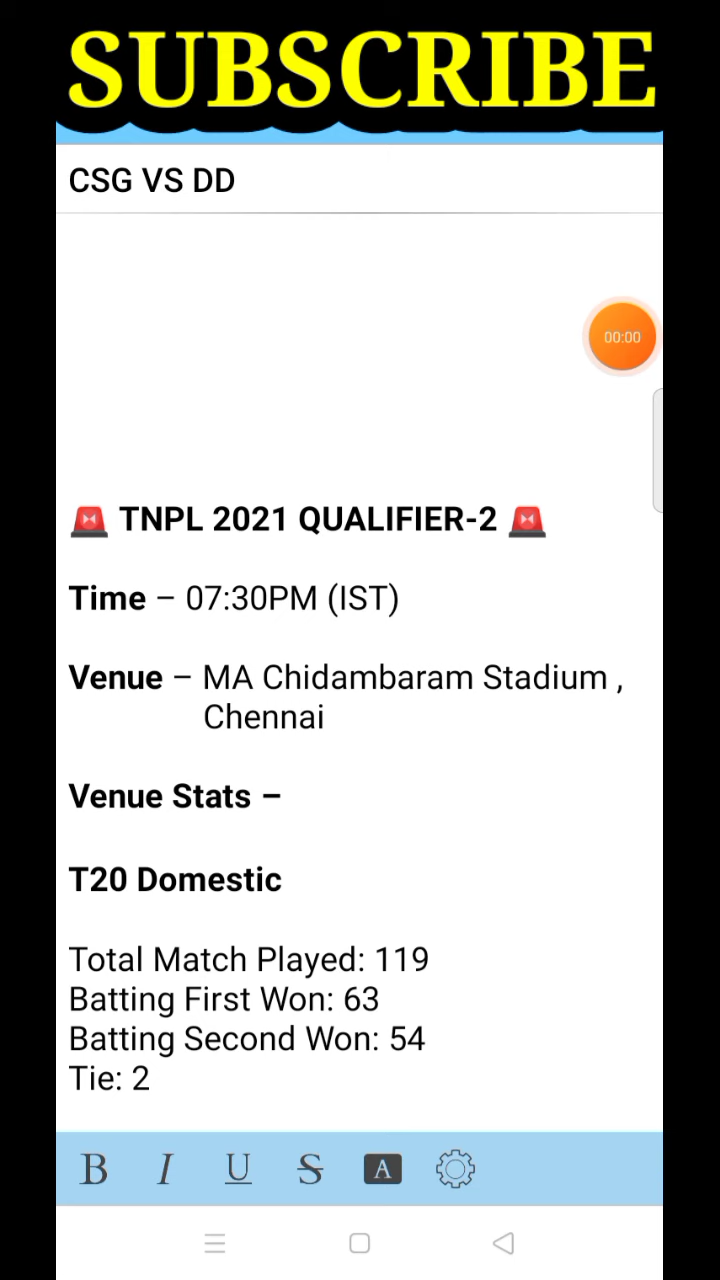 SUBSCRIBE
CSG VS DD
00:00
🚨 TNPL 2021 QUALIFIER-2 🚨
Time – 07:30PM (IST)
Venue – MA Chidambaram Stadium ,
Chennai
Venue Stats –
T20 Domestic
Total Match Played: 119
Batting First Won: 63
Batting Second Won: 54
Tie: 2
B I U S A